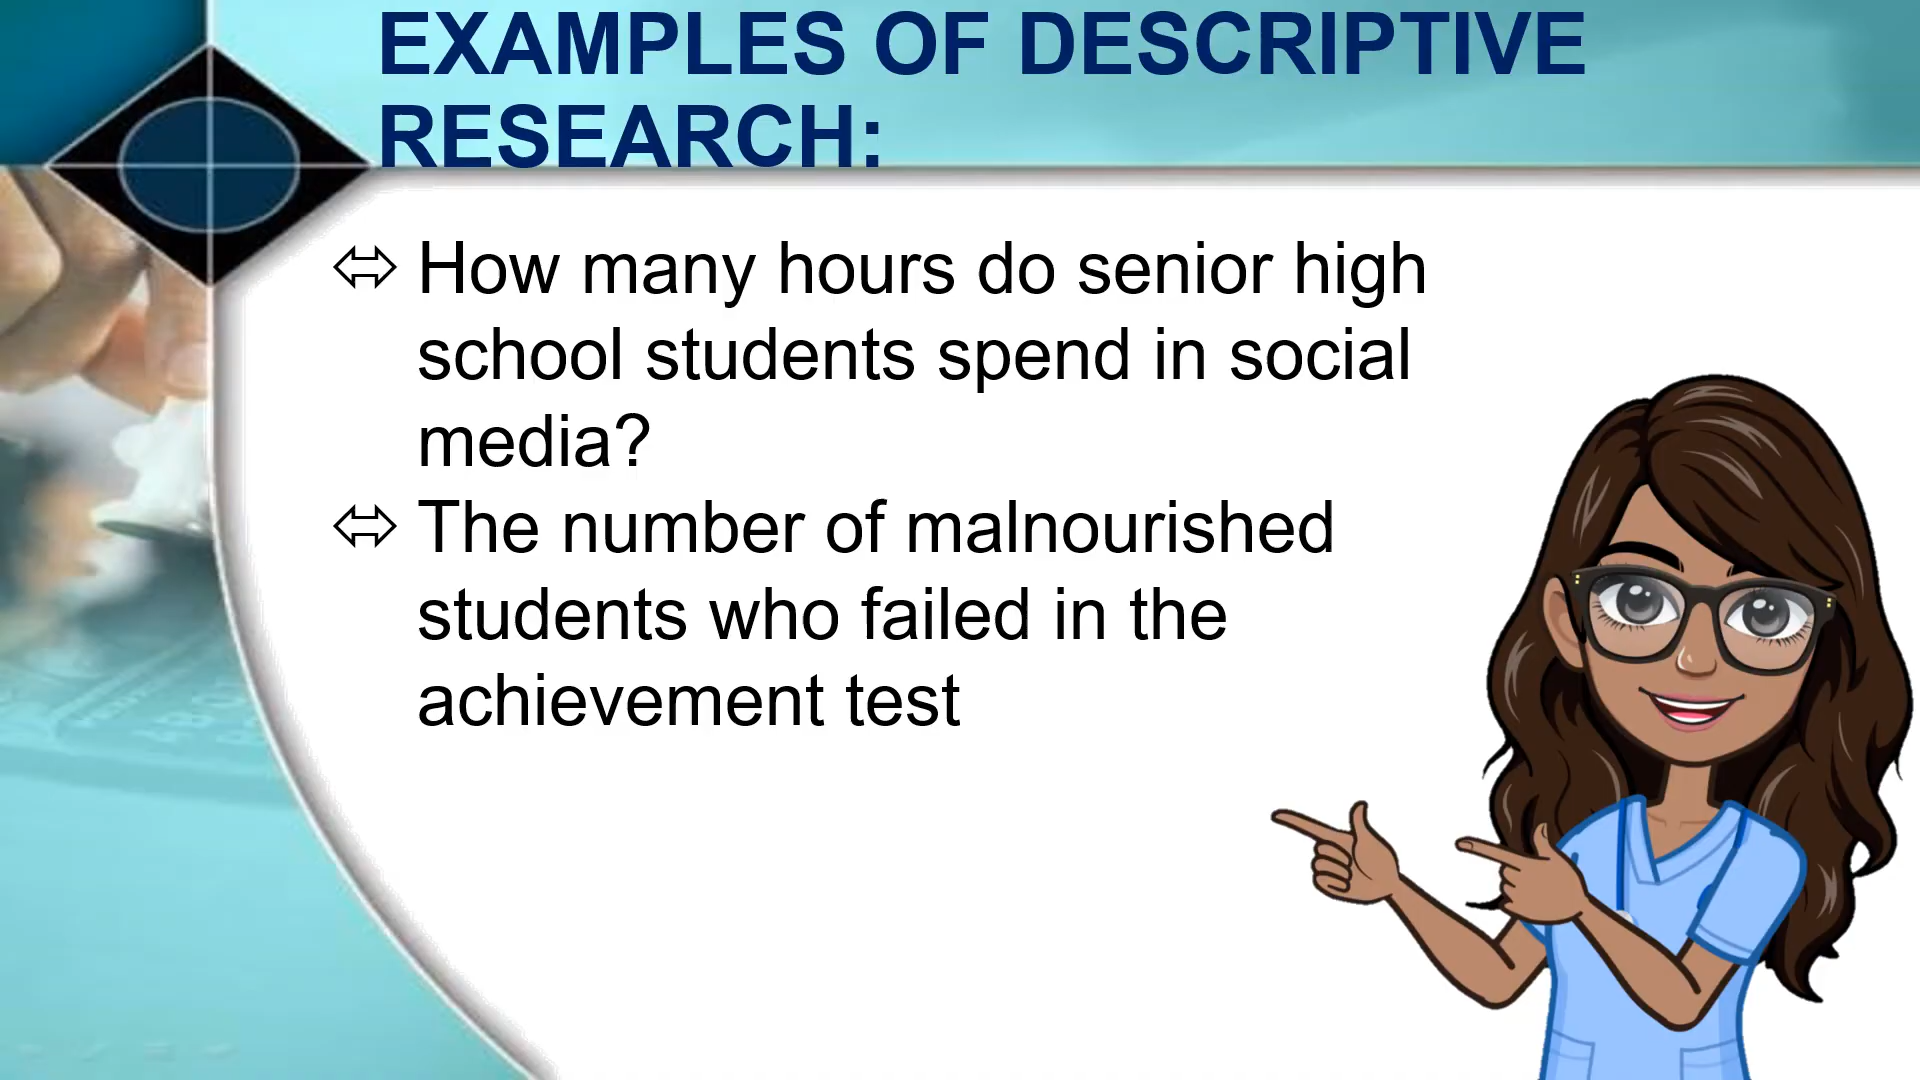 EXAMPLES OF DESCRIPTIVE
RESEARCH:
How many hours do senior high
school students spend in social
media?
The number of malnourished
students who failed in the
achievement test